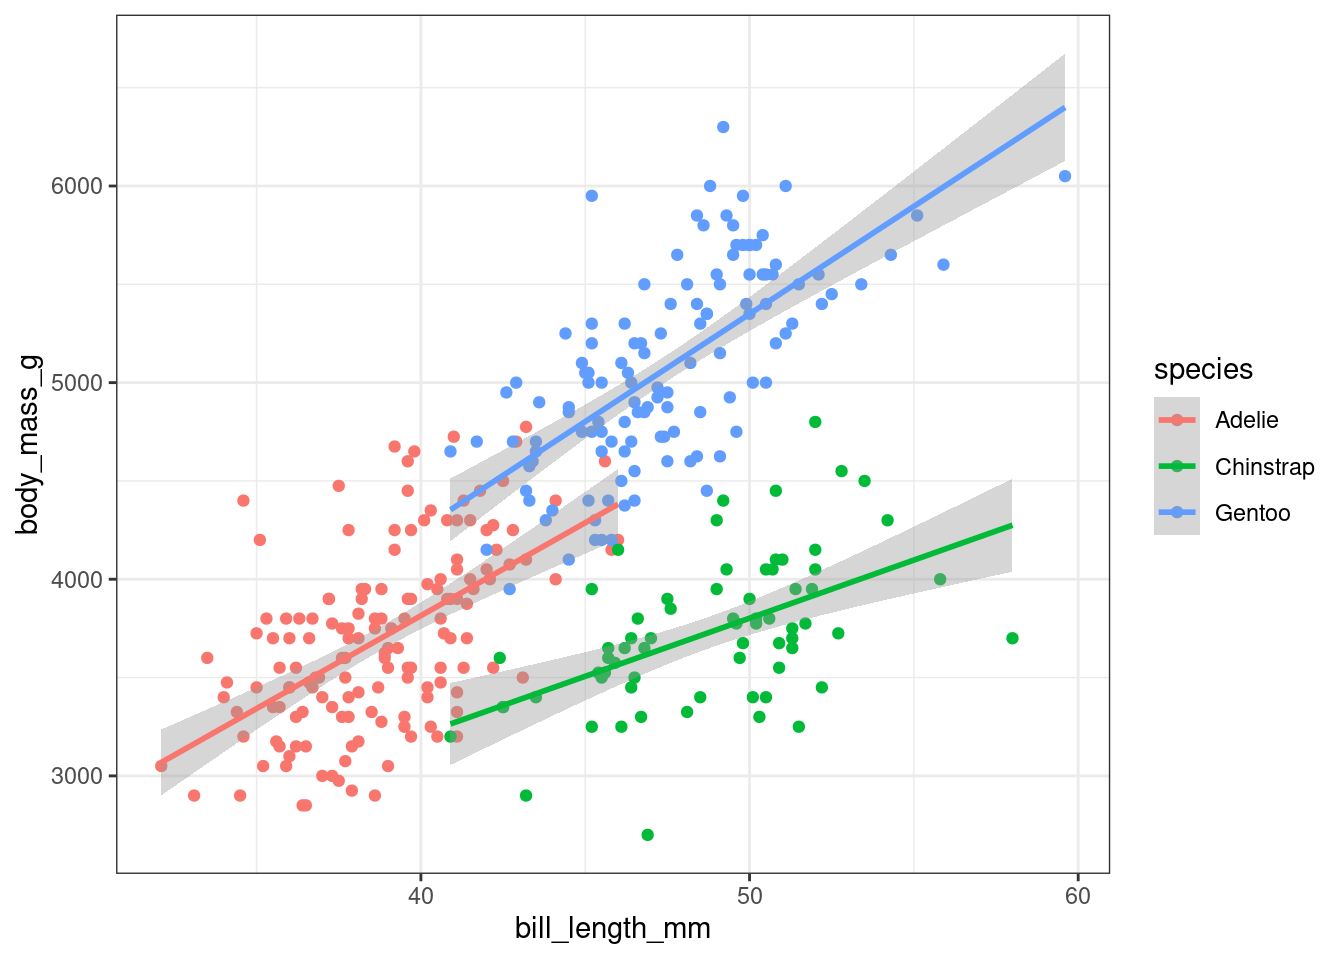 body_mass_g
6000
5000
4000
3000
40 50 60
bill_length_mm
species
Adelie
Chinstrap
Gentoo